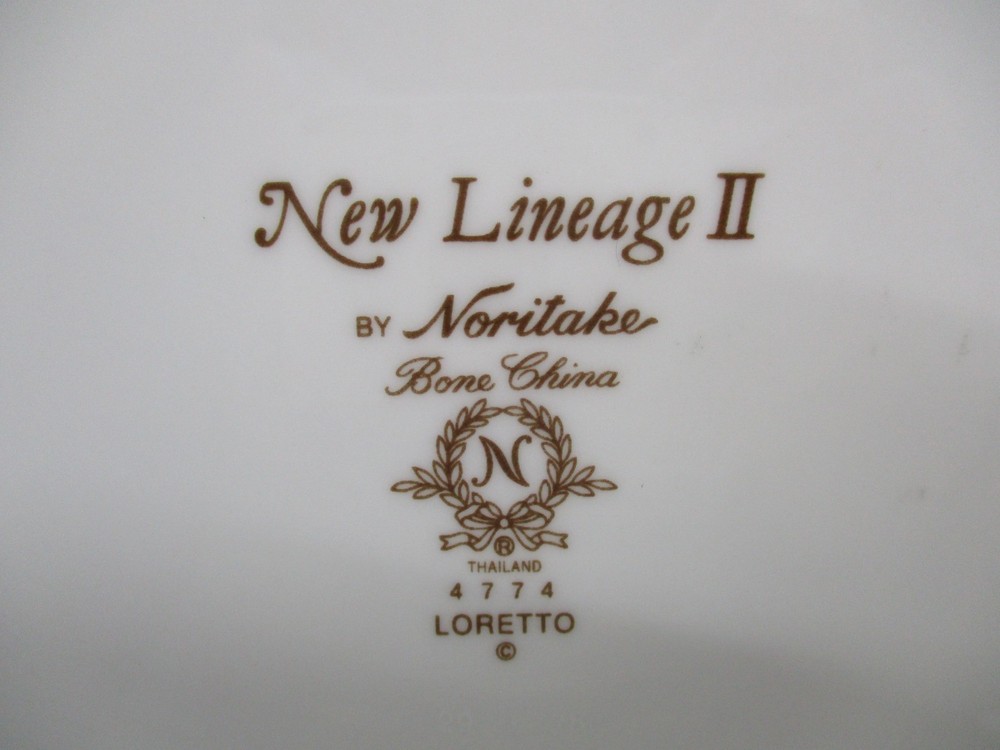 New Lineage II
BY Noritake
Bone China
N
®
THAILAND
4774
LORETTO
©